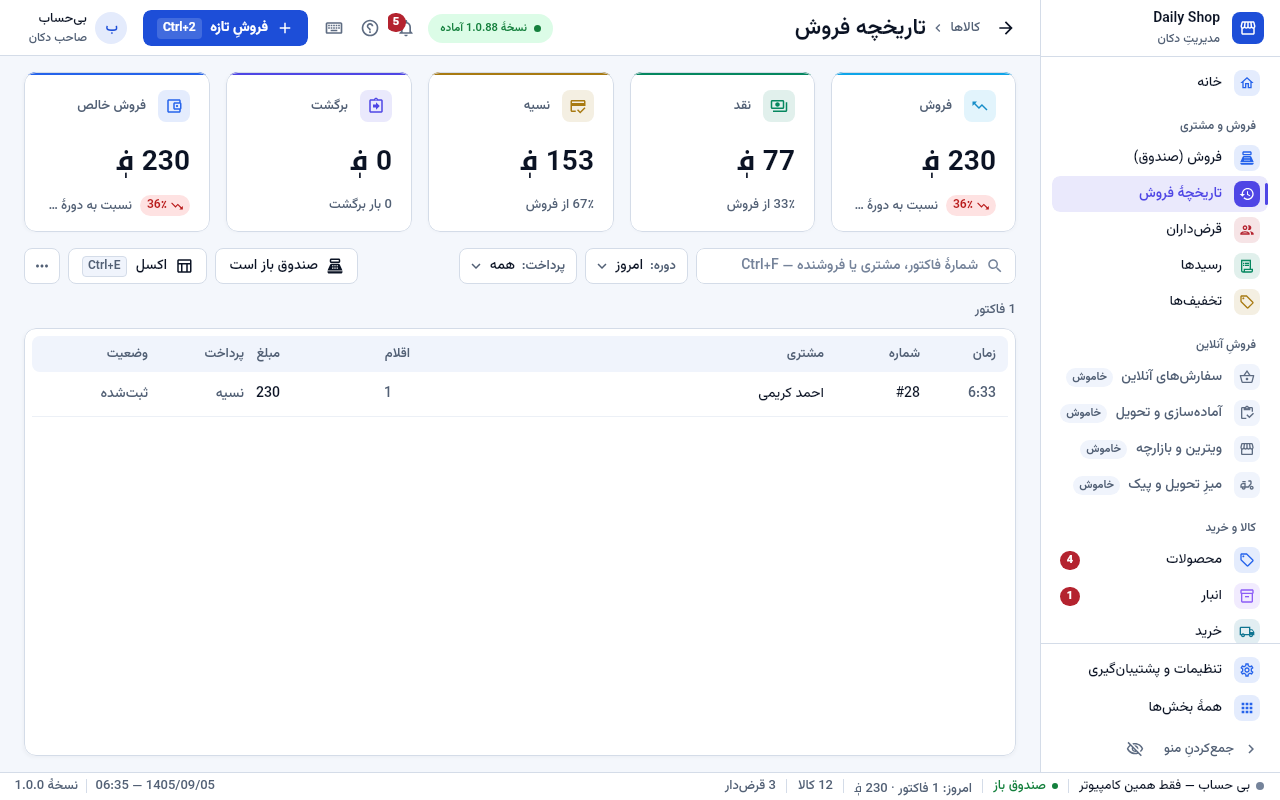 Daily Shop
مدیریتِ دکان
خانه
فروش و مشتری
فروش (صندوق)
تاریخچهٔ فروش
قرض‌داران
رسیدها
تخفیف‌ها
فروشِ آنلاین
سفارش‌های آنلاین خاموش
آماده‌سازی و تحویل خاموش
ویترین و بازارچه خاموش
میزِ تحویل و پیک خاموش
کالا و خرید
محصولات 4
انبار 1
خرید
تنظیمات و پشتیبان‌گیری
همهٔ بخش‌ها
جمع‌کردنِ منو
کالاها › تاریخچه فروش
نسخهٔ 1.0.88 آماده
5
فروشِ تازه Ctrl+2
ب
بی‌حساب
صاحب دکان
فروش
230 ؋
36٪ نسبت به دورهٔ ...
نقد
77 ؋
33٪ از فروش
نسیه
153 ؋
67٪ از فروش
برگشت
0 ؋
0 بار برگشت
فروش خالص
230 ؋
36٪ نسبت به دورهٔ ...
شمارهٔ فاکتور، مشتری یا فروشنده — Ctrl+F
دوره: امروز
پرداخت: همه
صندوق باز است
اکسل Ctrl+E
1 فاکتور
زمان شماره مشتری اقلام مبلغ پرداخت وضعیت
6:33 #28 احمد کریمی 1 230 نسیه ثبت‌شده
بی حساب — فقط همین کامپیوتر
صندوق باز
امروز: 1 فاکتور · 230 ؋
12 کالا
3 قرض‌دار
1405/09/05 — 06:35
نسخهٔ 1.0.0